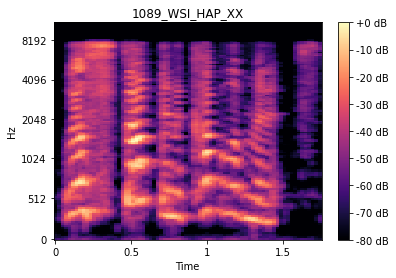 1089_WSI_HAP_XX
+0 dB
8192
-10 dB
4096
-20 dB
-30 dB
2048
-40 dB
Hz
1024
-50 dB
512
-60 dB
-70 dB
0
-80 dB
0 0.5 1 1.5
Time